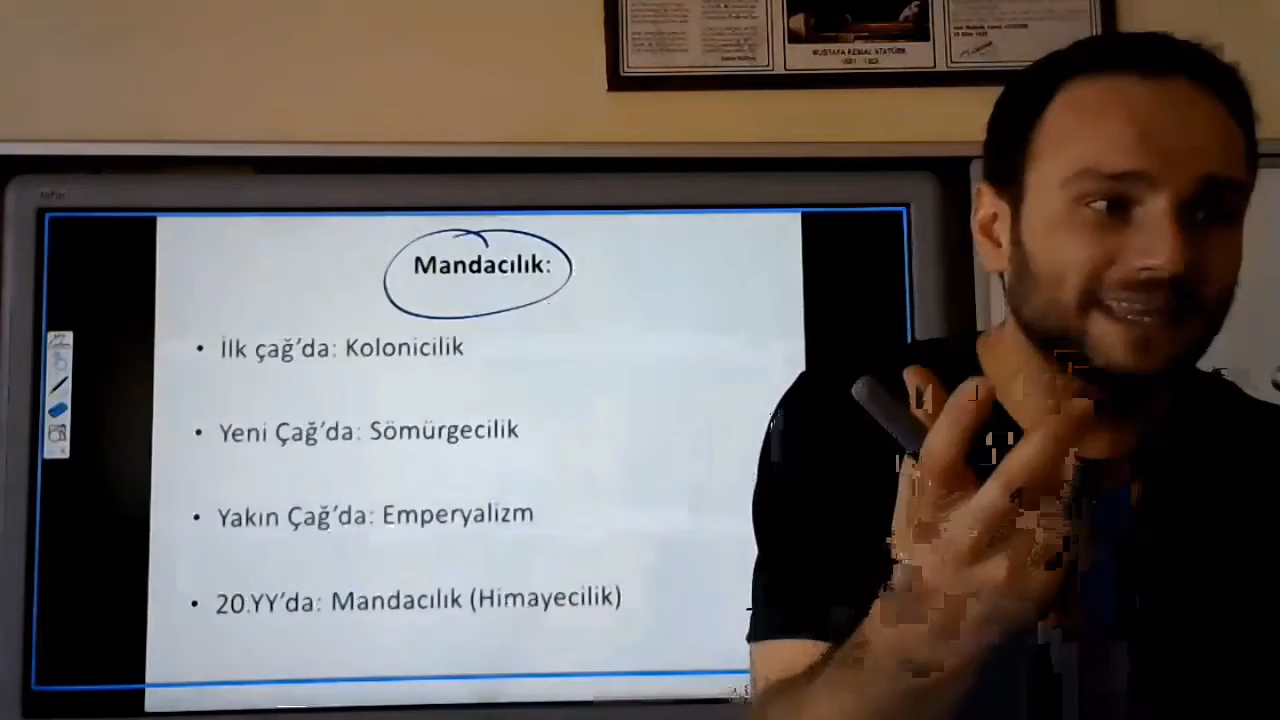 MUSTAFA KEMAL ATATÜRK
Mandacılık:
• İlk çağ'da: Kolonicilik
• Yeni Çağ'da: Sömürgecilik
• Yakın Çağ'da: Emperyalizm
• 20.YY'da: Mandacılık (Himayecilik)